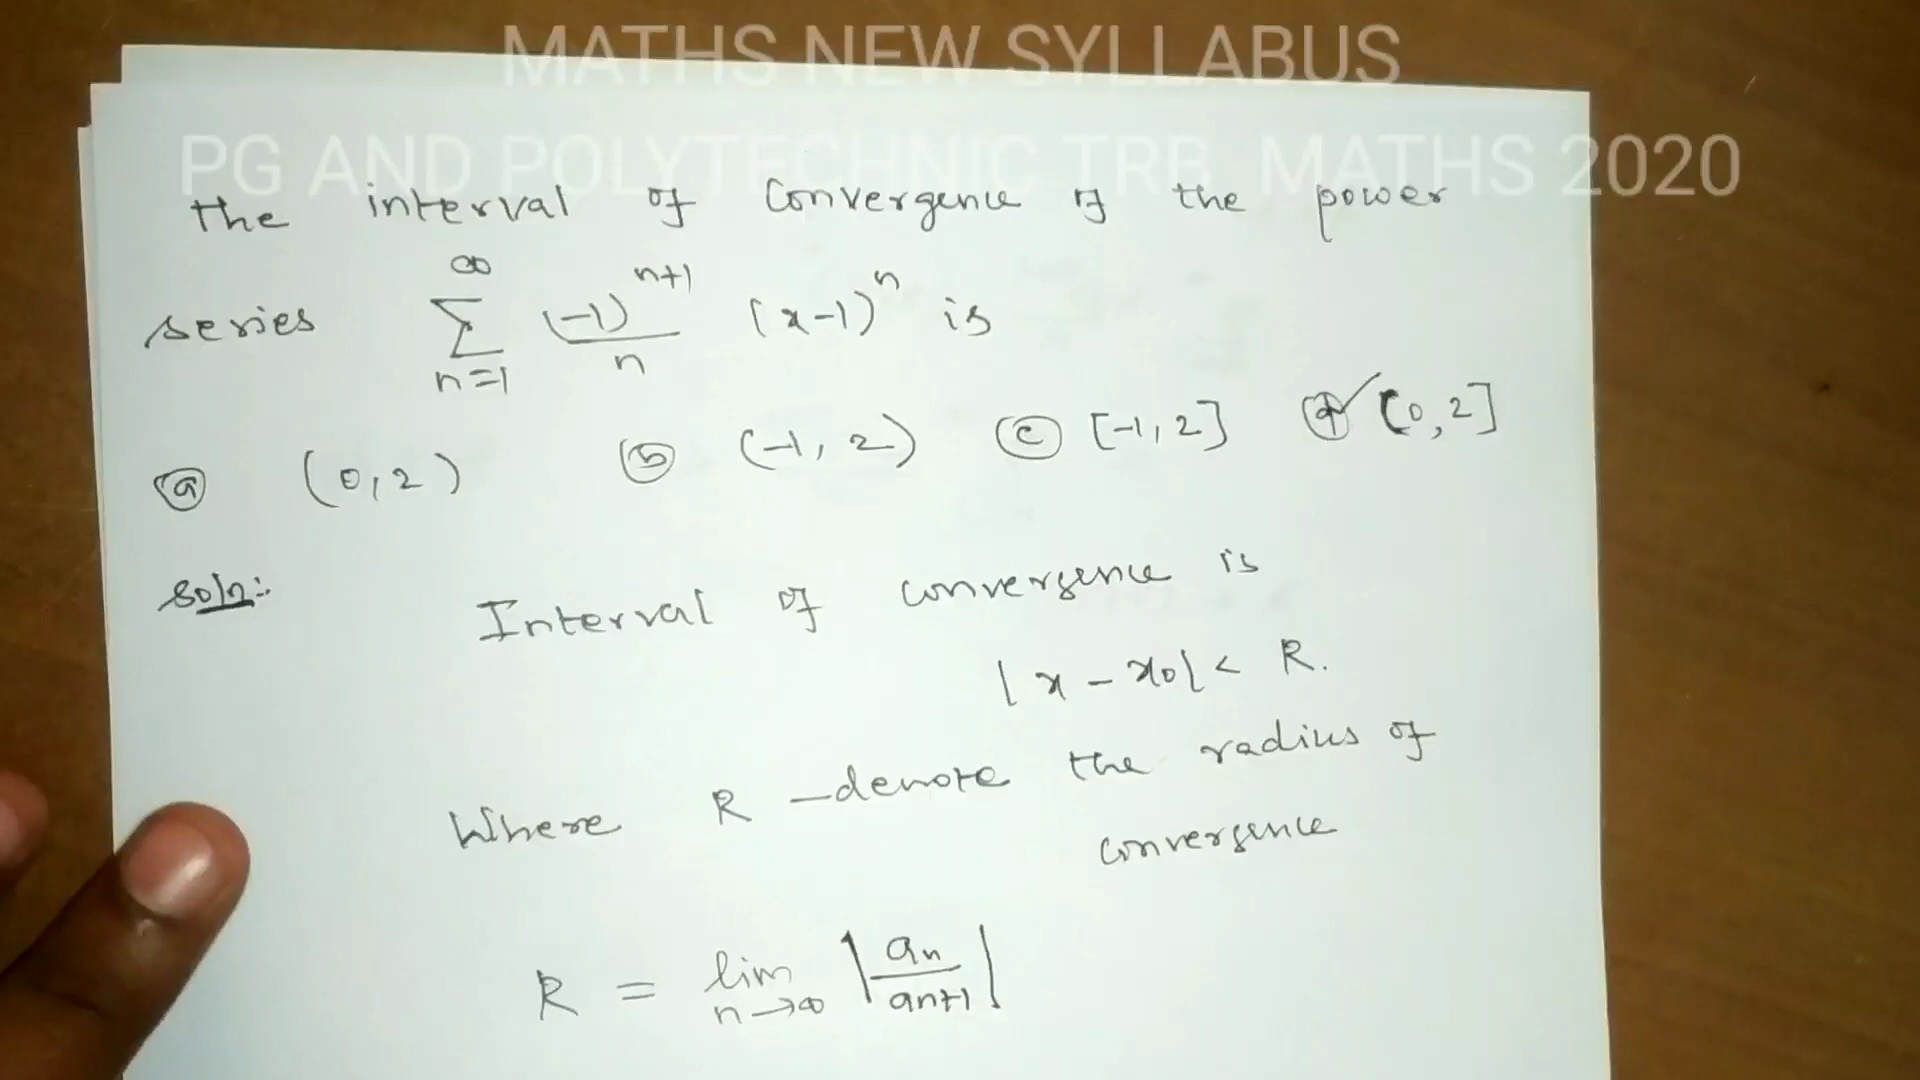 MATHS NEW SYLLABUS
PG AND POLYTECHNIC TRB MATHS 2020
The interval of convergence of the power
series ∑_{n=1}^{∞} (-1)^{n+1}/n (x-1)^n is
ⓐ (0,2) ⓑ (-1, 2) ⓒ [-1, 2] ⓓ✓ (0,2]
Soln:
Interval of convergence is
|x - x0| < R.
Where R - denote the radius of
convergence
R = lim_{n→∞} |an/an+1|